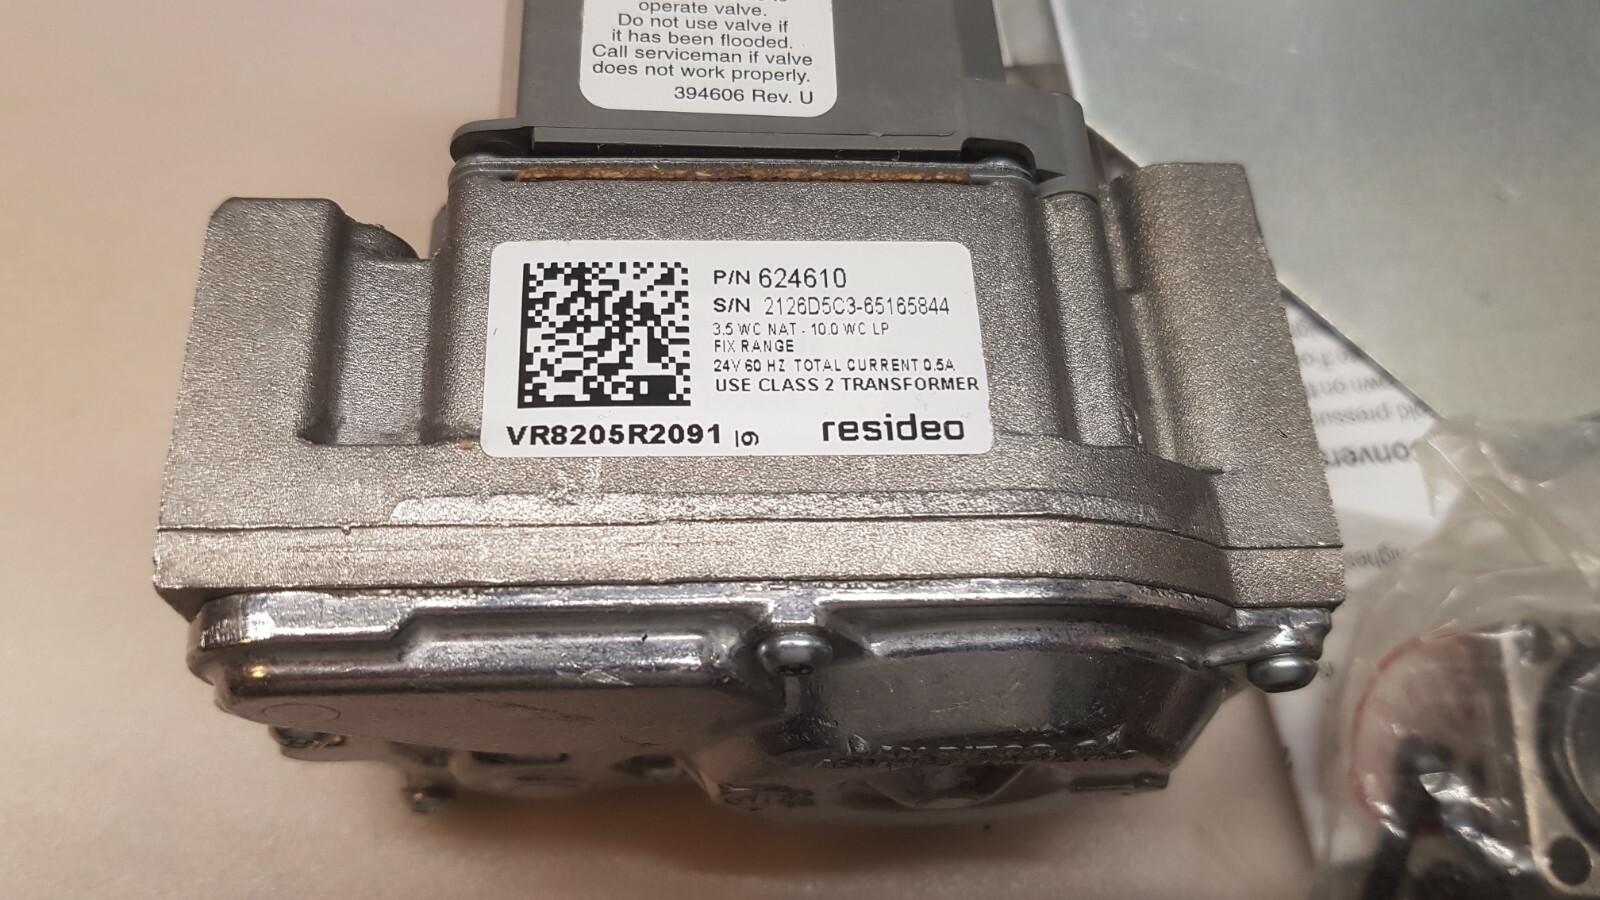 operate valve.
Do not use valve if
it has been flooded.
Call serviceman if valve
does not work properly.
394606 Rev. U
P/N 624610
S/N 2126D5C3-65165844
3.5 WC NAT - 10.0 WC LP
FIX RANGE
24V 60 HZ TOTAL CURRENT 0.5A
USE CLASS 2 TRANSFORMER
VR8205R2091
resideo